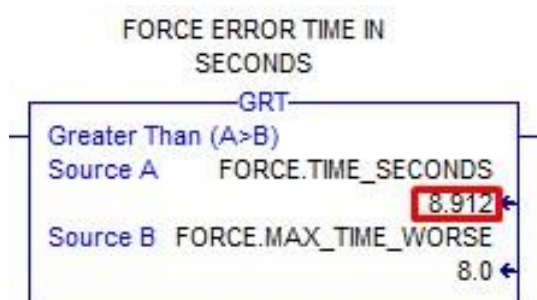 FORCE ERROR TIME IN
SECONDS
GRT
Greater Than (A>B)
Source A FORCE.TIME_SECONDS
8.912
Source B FORCE.MAX_TIME_WORSE
8.0